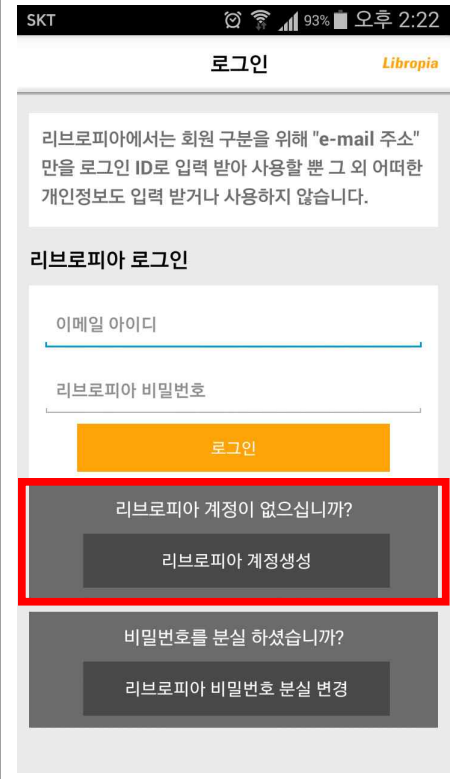 SKT 93% 오후 2:22
로그인 Libropia
리브로피아에서는 회원 구분을 위해 "e-mail 주소"
만을 로그인 ID로 입력 받아 사용할 뿐 그 외 어떠한
개인정보도 입력 받거나 사용하지 않습니다.
리브로피아 로그인
이메일 아이디
리브로피아 비밀번호
로그인
리브로피아 계정이 없으십니까?
리브로피아 계정생성
비밀번호를 분실 하셨습니까?
리브로피아 비밀번호 분실 변경